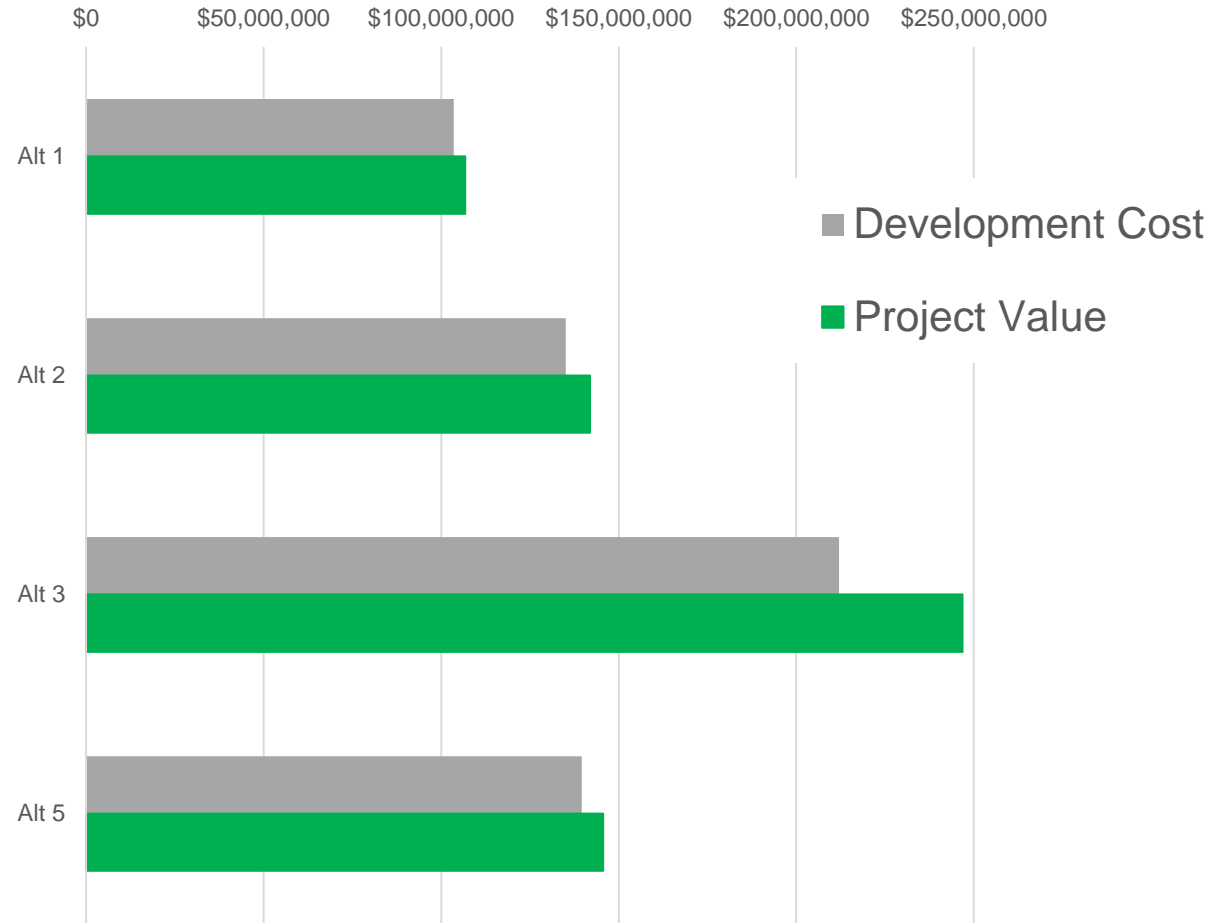 $0 $50,000,000 $100,000,000 $150,000,000 $200,000,000 $250,000,000
Alt 1
Development Cost
Project Value
Alt 2
Alt 3
Alt 5